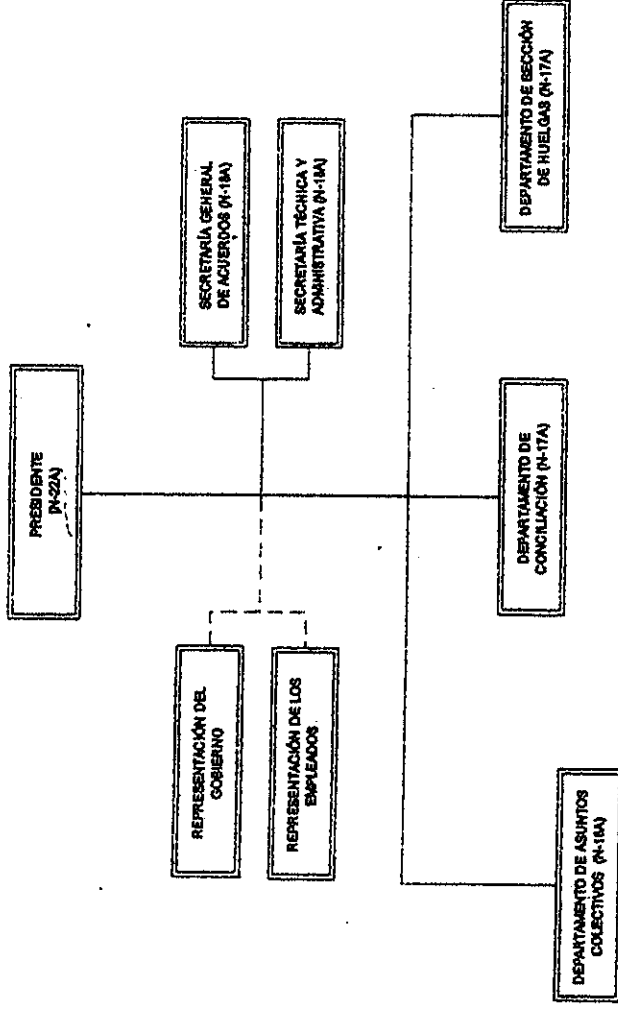 PRESIDENTE
(N-22A)
REPRESENTACIÓN DEL
GOBIERNO
REPRESENTACIÓN DE LOS
EMPLEADOS
SECRETARÍA GENERAL
DE ACUERDOS (N-18A)
SECRETARÍA TÉCNICA Y
ADMINISTRATIVA (N-18A)
DEPARTAMENTO DE ASUNTOS
COLECTIVOS (N-16A)
DEPARTAMENTO DE
CONCILIACIÓN (N-17A)
DEPARTAMENTO DE SECCIÓN
DE HUELGAS (N-17A)